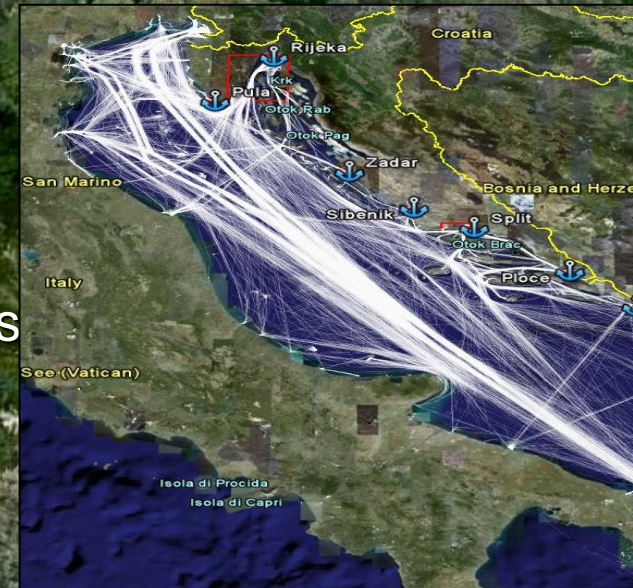 Croatia
Rijeka
Krk
Pula
Otok Rab
Otok Pag
Zadar
San Marino
Bosnia and Herze
Sibenik
Split
Otok Brac
Ploce
Italy
s
See (Vatican)
Isola di Procida
Isola di Capri